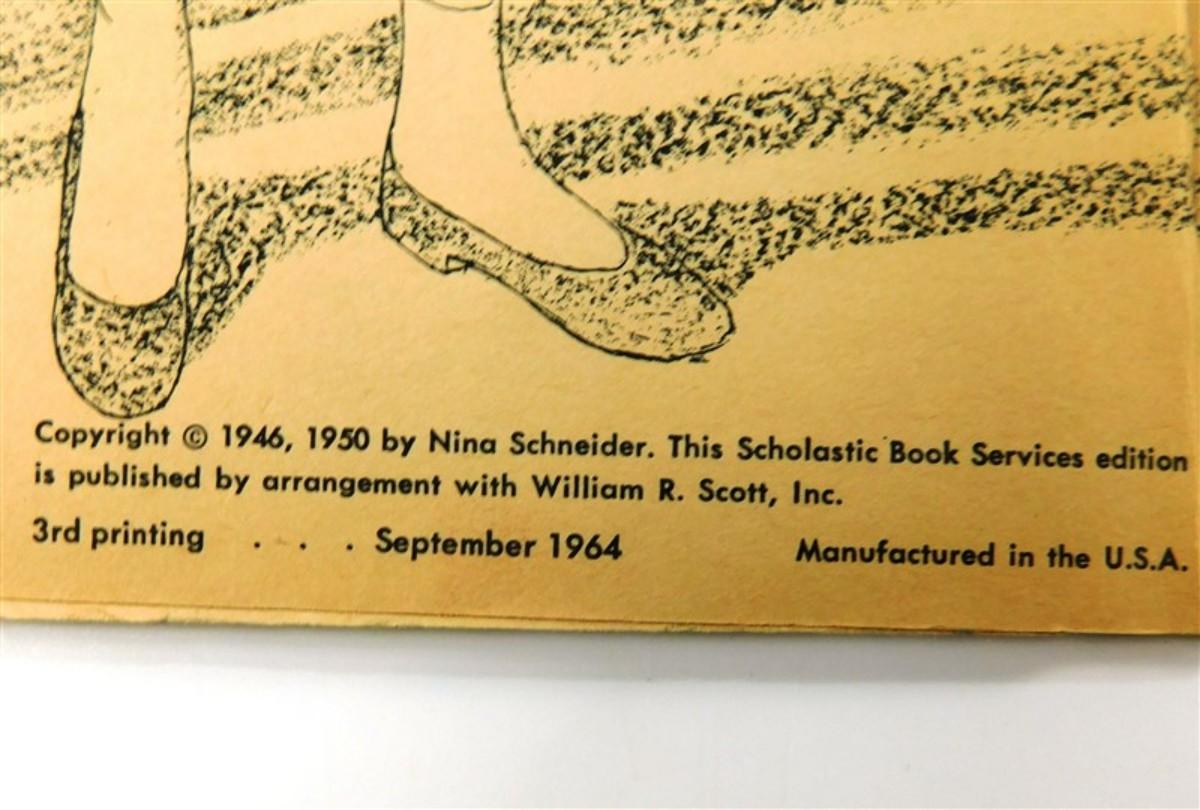 Copyright © 1946, 1950 by Nina Schneider. This Scholastic Book Services edition
is published by arrangement with William R. Scott, Inc.
3rd printing . . . September 1964 Manufactured in the U.S.A.